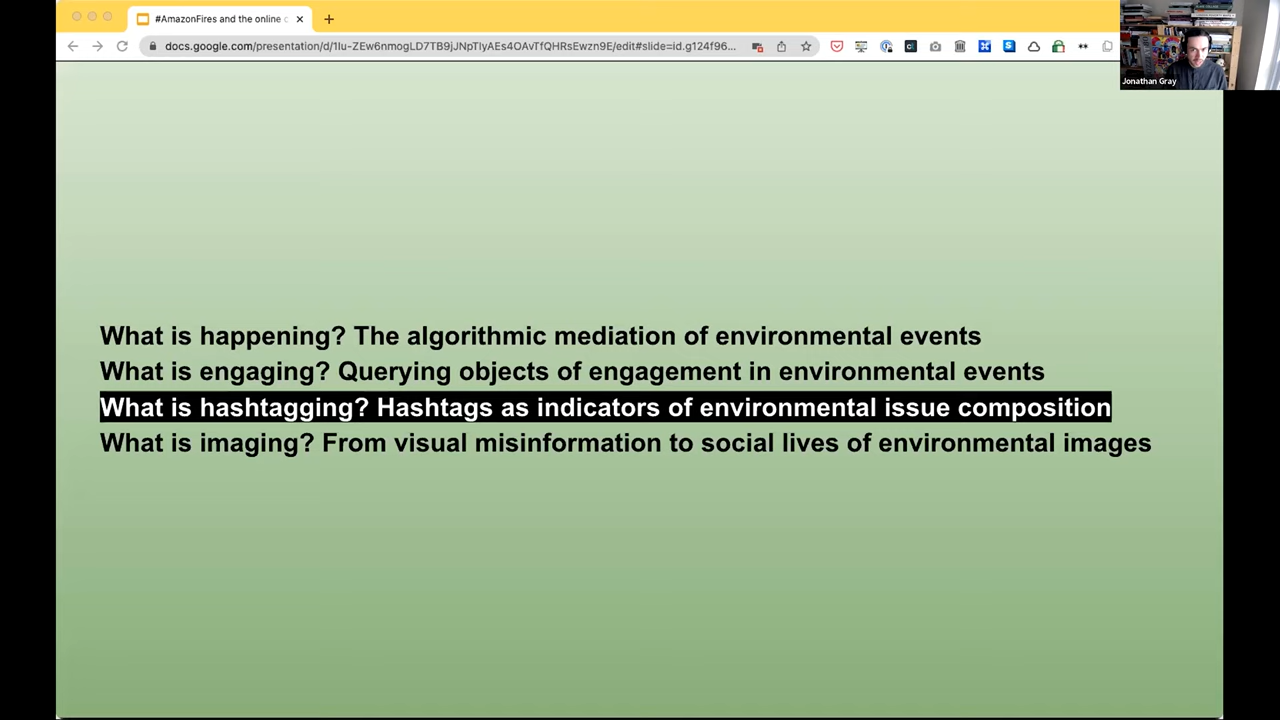 #AmazonFires and the online c
docs.google.com/presentation/d/1Iu-ZEw6nmogLD7TB9jJNpTlyAEs4OAvTfQHRsEwzn9E/edit#slide=id.g124f96...
Jonathan Gray
What is happening? The algorithmic mediation of environmental events
What is engaging? Querying objects of engagement in environmental events
What is hashtagging? Hashtags as indicators of environmental issue composition
What is imaging? From visual misinformation to social lives of environmental images